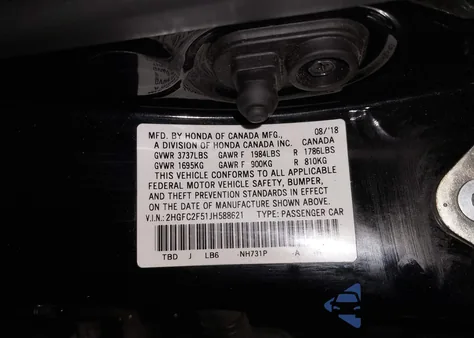 MFD. BY HONDA OF CANADA MFG., 08/'18
A DIVISION OF HONDA CANADA INC. CANADA
GVWR 3737LBS GAWR F 1984LBS R 1786LBS
GVWR 1695KG GAWR F 900KG R 810KG
THIS VEHICLE CONFORMS TO ALL APPLICABLE
FEDERAL MOTOR VEHICLE SAFETY, BUMPER,
AND THEFT PREVENTION STANDARDS IN EFFECT
ON THE DATE OF MANUFACTURE SHOWN ABOVE.
V.I.N.: 2HGFC2F51JH588621 TYPE: PASSENGER CAR
TBD J LB6 NH731P A